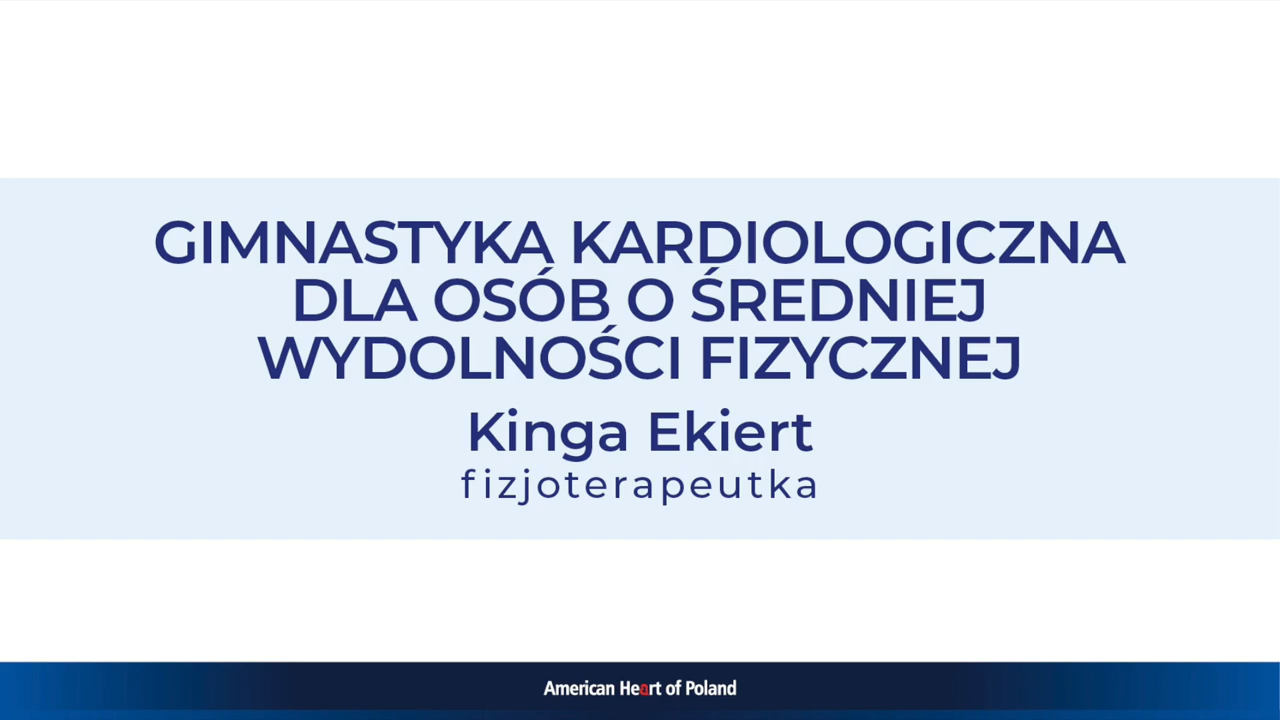 GIMNASTYKA KARDIOLOGICZNA
DLA OSÓB O ŚREDNIEJ
WYDOLNOŚCI FIZYCZNEJ
Kinga Ekiert
fizjoterapeutka
American Heart of Poland